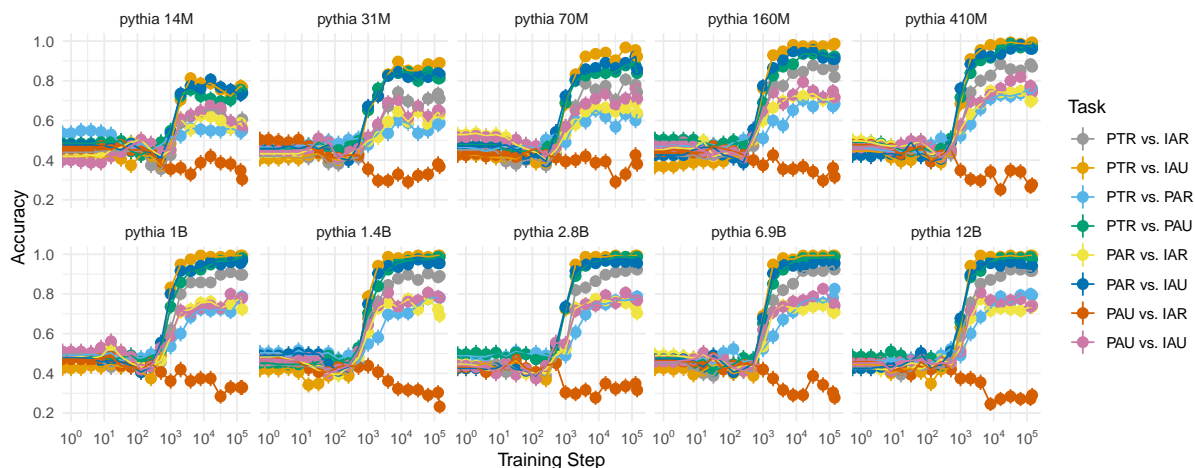 pythia 14M pythia 31M pythia 70M pythia 160M pythia 410M
1.0
0.8
0.6
0.4
0.2
pythia 1B pythia 1.4B pythia 2.8B pythia 6.9B pythia 12B
1.0
0.8
0.6
0.4
0.2
Accuracy
10⁰ 10¹ 10² 10³ 10⁴ 10⁵ 10⁰ 10¹ 10² 10³ 10⁴ 10⁵ 10⁰ 10¹ 10² 10³ 10⁴ 10⁵ 10⁰ 10¹ 10² 10³ 10⁴ 10⁵ 10⁰ 10¹ 10² 10³ 10⁴ 10⁵
Training Step
Task
PTR vs. IAR
PTR vs. IAU
PTR vs. PAR
PTR vs. PAU
PAR vs. IAR
PAR vs. IAU
PAU vs. IAR
PAU vs. IAU